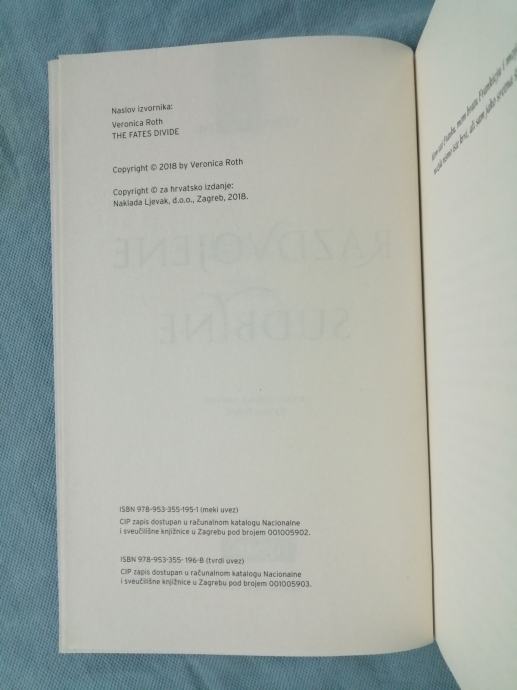 Naslov izvornika:
Veronica Roth
THE FATES DIVIDE
Copyright © 2018 by Veronica Roth
Copyright © za hrvatsko izdanje:
Naklada Ljevak, d.o.o., Zagreb, 2018.
RAZDVOJENE
SUDBINE
ISBN 978-953-355-195-1 (meki uvez)
CIP zapis dostupan u računalnom katalogu Nacionalne
i sveučilišne knjižnice u Zagrebu pod brojem 001005902.
ISBN 978-953-355- 196-8 (tvrdi uvez)
CIP zapis dostupan u računalnom katalogu Nacionalne
i sveučilišne knjižnice u Zagrebu pod brojem 001005903.